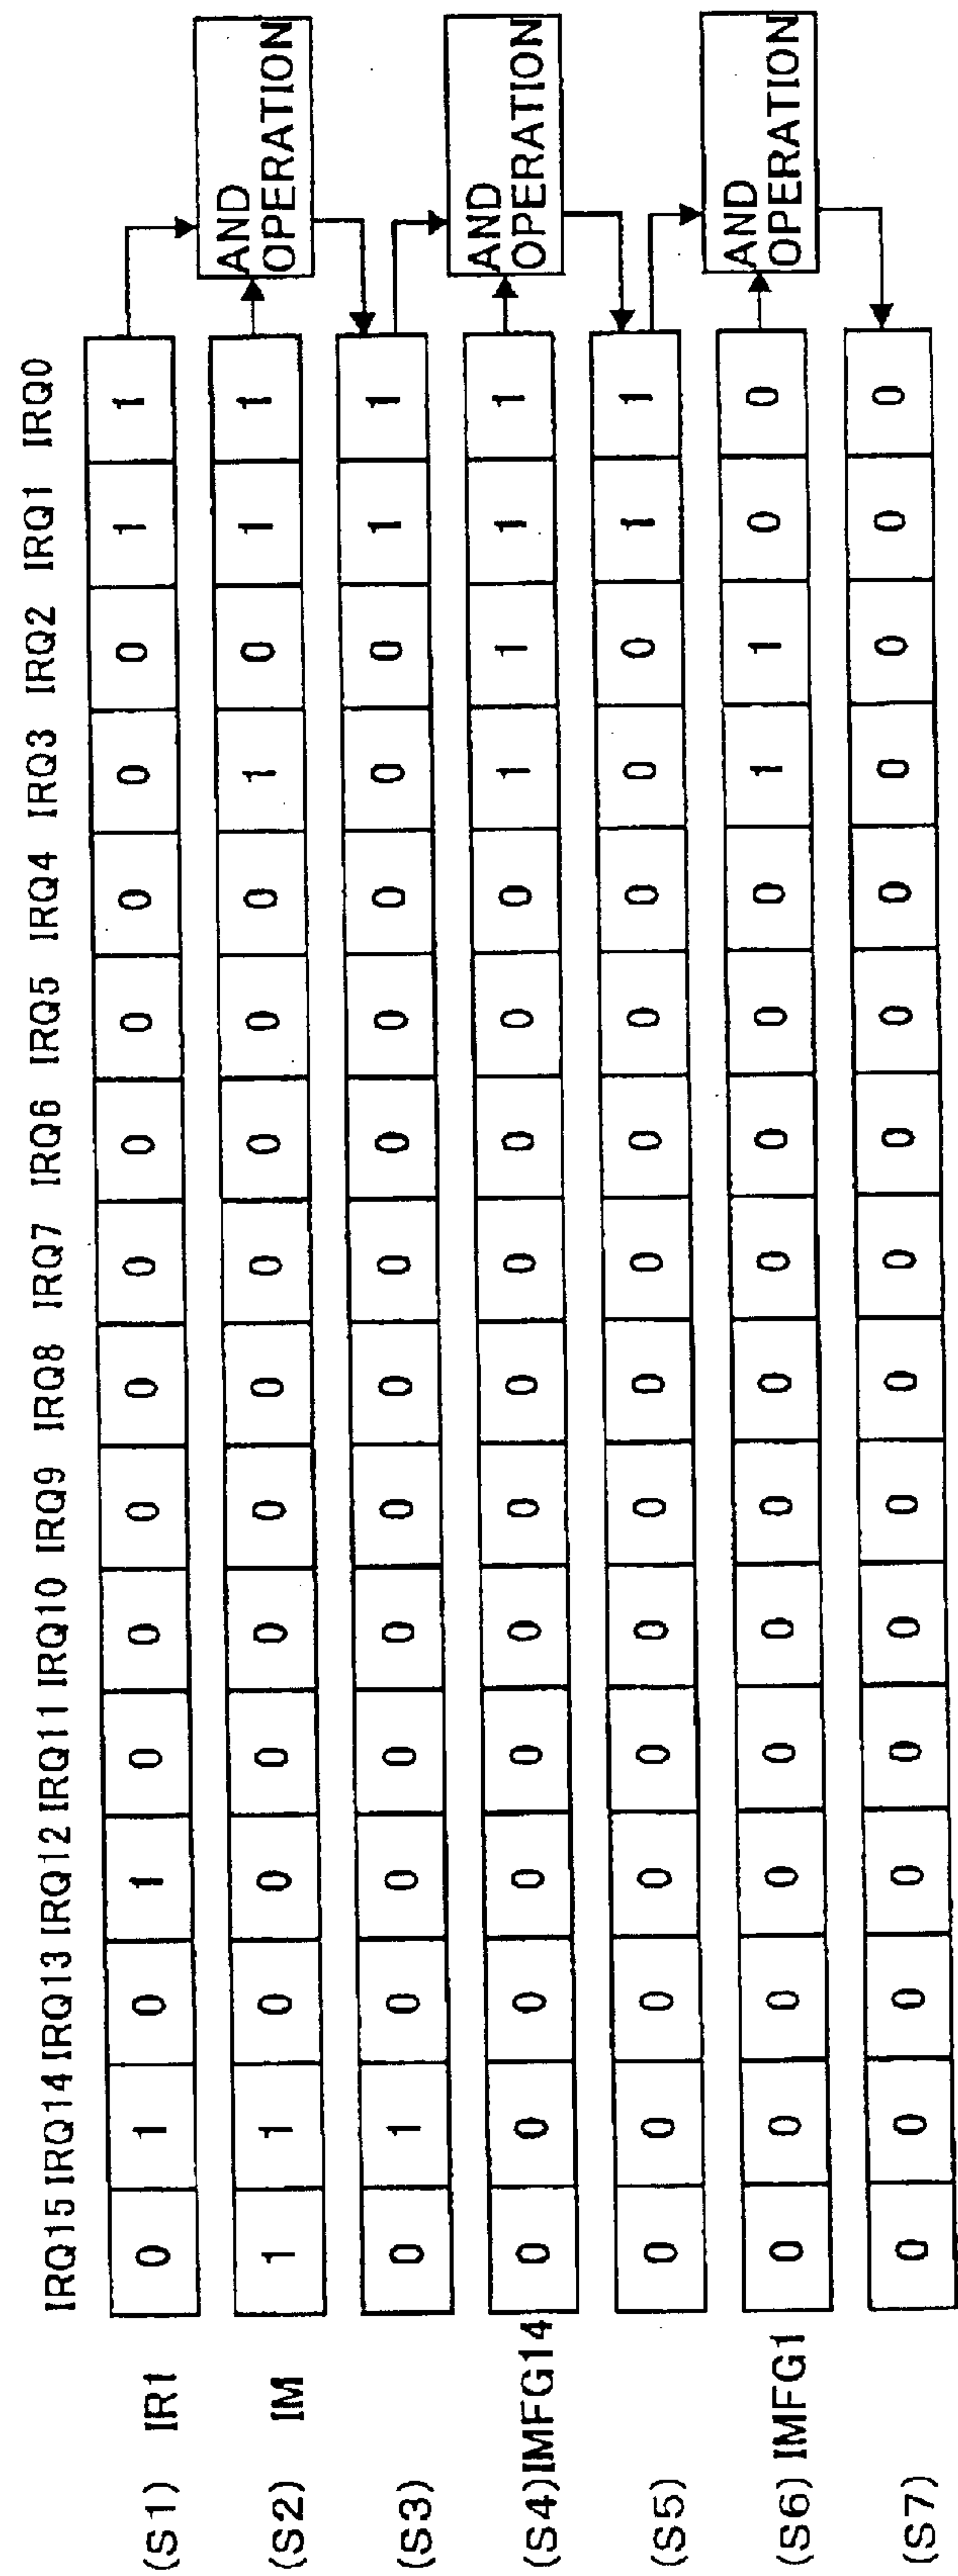 IRQ15 IRQ14 IRQ13 IRQ12 IRQ11 IRQ10 IRQ9 IRQ8 IRQ7 IRQ6 IRQ5 IRQ4 IRQ3 IRQ2 IRQ1 IRQ0
(S1) IR1 0 1 0 1 0 0 0 0 0 0 0 0 0 0 1 1
AND
OPERATION
(S2) IM 1 1 0 0 0 0 0 0 0 0 0 0 1 0 1 1
(S3) 0 1 0 0 0 0 0 0 0 0 0 0 0 0 1 1
AND
OPERATION
(S4) IMFG14 0 0 0 0 0 0 0 0 0 0 0 0 1 1 1 1
(S5) 0 0 0 0 0 0 0 0 0 0 0 0 0 0 1 1
AND
OPERATION
(S6) IMFG1 0 0 0 0 0 0 0 0 0 0 0 0 1 1 0 0
(S7) 0 0 0 0 0 0 0 0 0 0 0 0 0 0 0 0